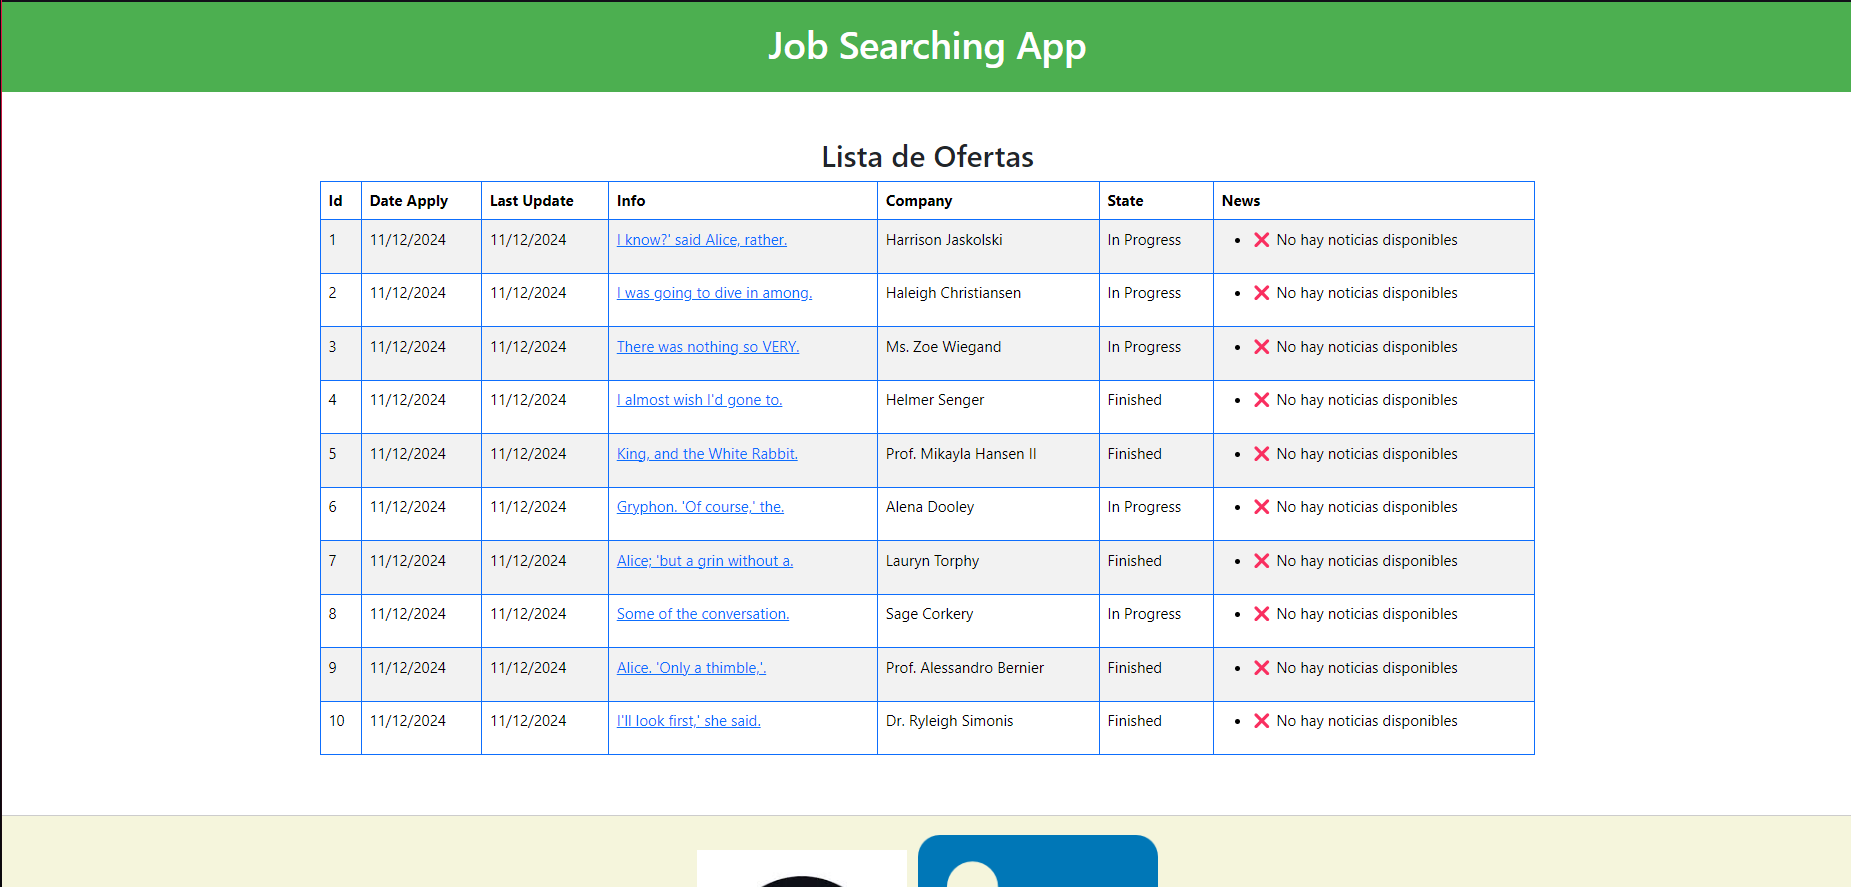 Job Searching App
Lista de Ofertas
Id Date Apply Last Update Info Company State News
1 11/12/2024 11/12/2024 I know?' said Alice, rather. Harrison Jaskolski In Progress • ❌ No hay noticias disponibles
2 11/12/2024 11/12/2024 I was going to dive in among. Haleigh Christiansen In Progress • ❌ No hay noticias disponibles
3 11/12/2024 11/12/2024 There was nothing so VERY. Ms. Zoe Wiegand In Progress • ❌ No hay noticias disponibles
4 11/12/2024 11/12/2024 I almost wish I'd gone to. Helmer Senger Finished • ❌ No hay noticias disponibles
5 11/12/2024 11/12/2024 King, and the White Rabbit. Prof. Mikayla Hansen II Finished • ❌ No hay noticias disponibles
6 11/12/2024 11/12/2024 Gryphon. 'Of course,' the. Alena Dooley In Progress • ❌ No hay noticias disponibles
7 11/12/2024 11/12/2024 Alice; 'but a grin without a. Lauryn Torphy Finished • ❌ No hay noticias disponibles
8 11/12/2024 11/12/2024 Some of the conversation. Sage Corkery In Progress • ❌ No hay noticias disponibles
9 11/12/2024 11/12/2024 Alice. 'Only a thimble,'. Prof. Alessandro Bernier Finished • ❌ No hay noticias disponibles
10 11/12/2024 11/12/2024 I'll look first,' she said. Dr. Ryleigh Simonis Finished • ❌ No hay noticias disponibles